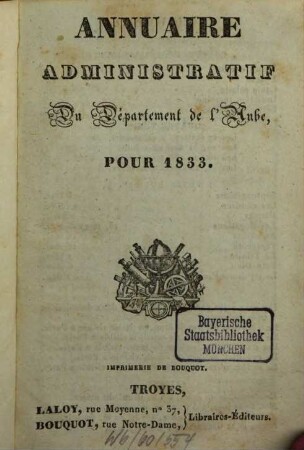 ANNUAIRE
ADMINISTRATIF
Du Département de l'Aube,
POUR 1833.
Bayerische
Staatsbibliothek
MÜNCHEN
IMPRIMERIE DE BOUQUOT.
TROYES,
LALOY, rue Moyenne, n° 37,
BOUQUOT, rue Notre-Dame,
Libraires-Éditeurs.